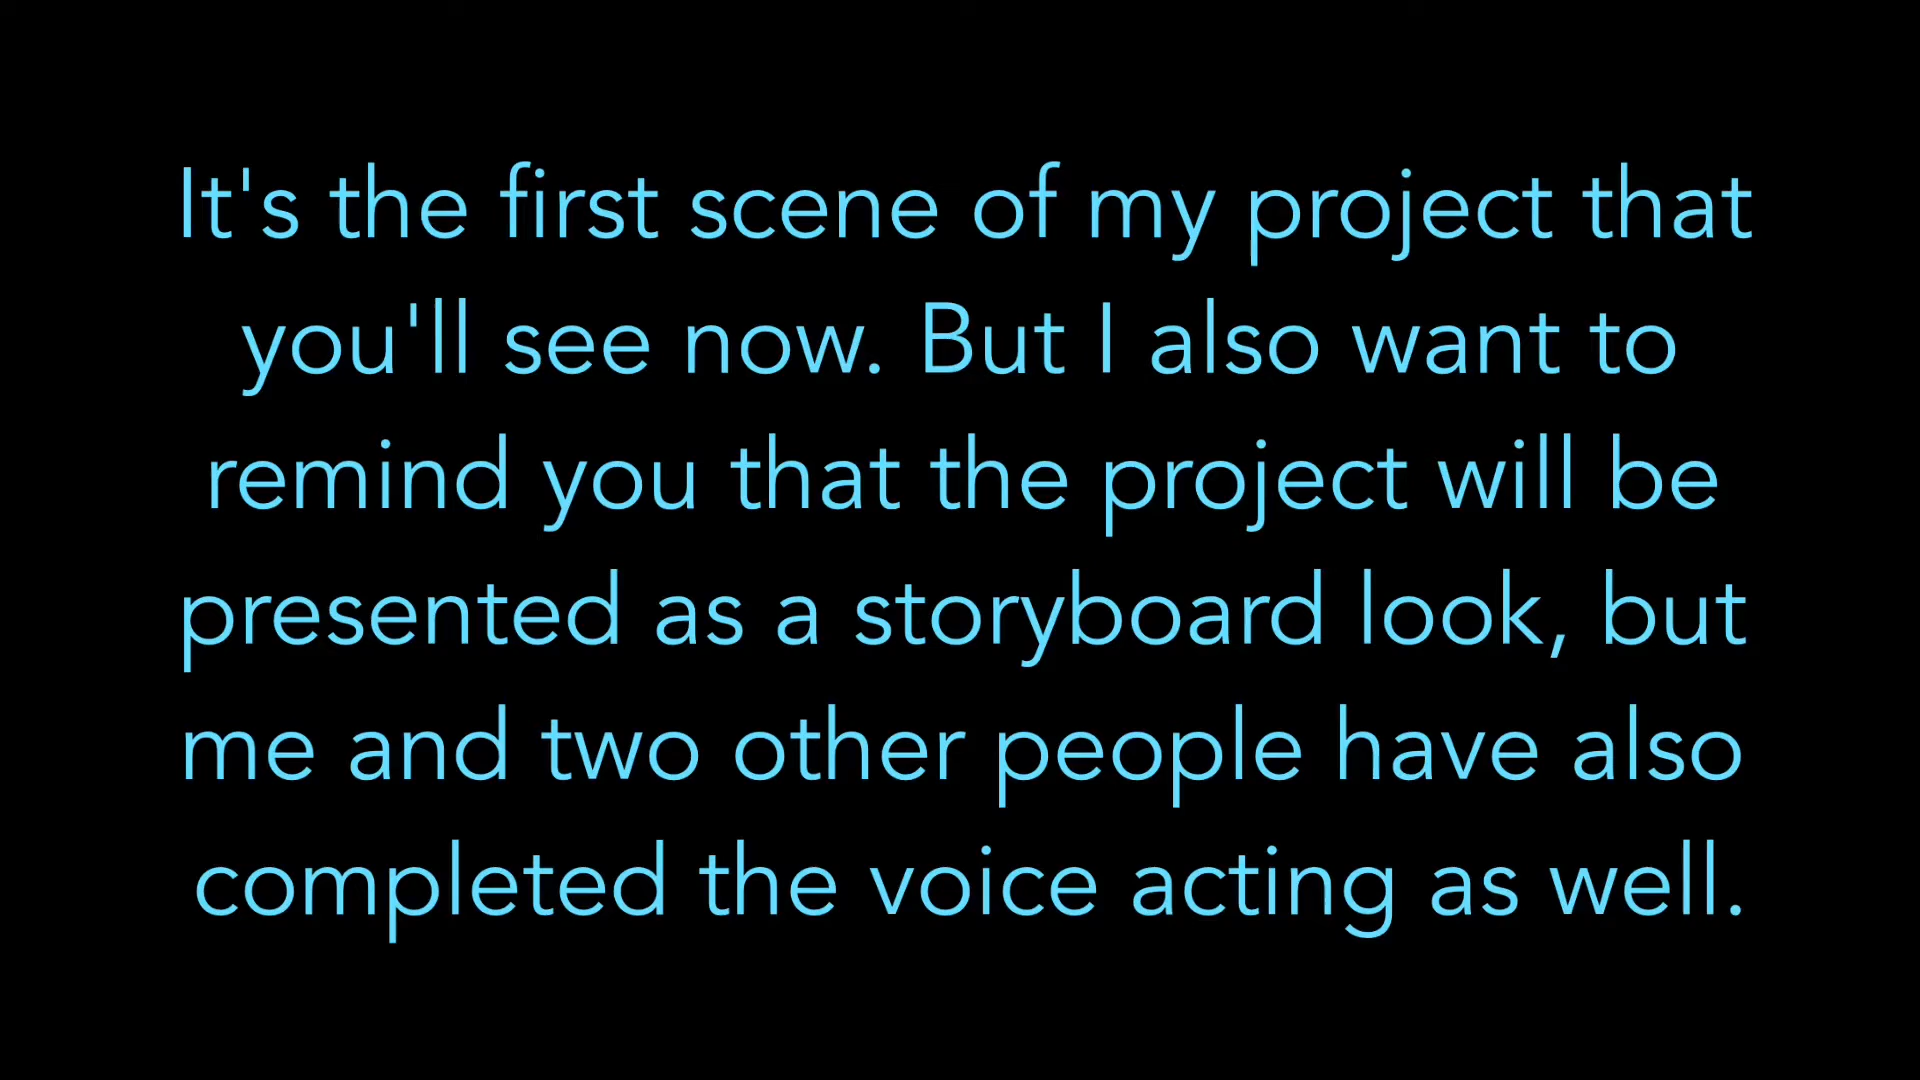 It's the first scene of my project that
you'll see now. But I also want to
remind you that the project will be
presented as a storyboard look, but
me and two other people have also
completed the voice acting as well.